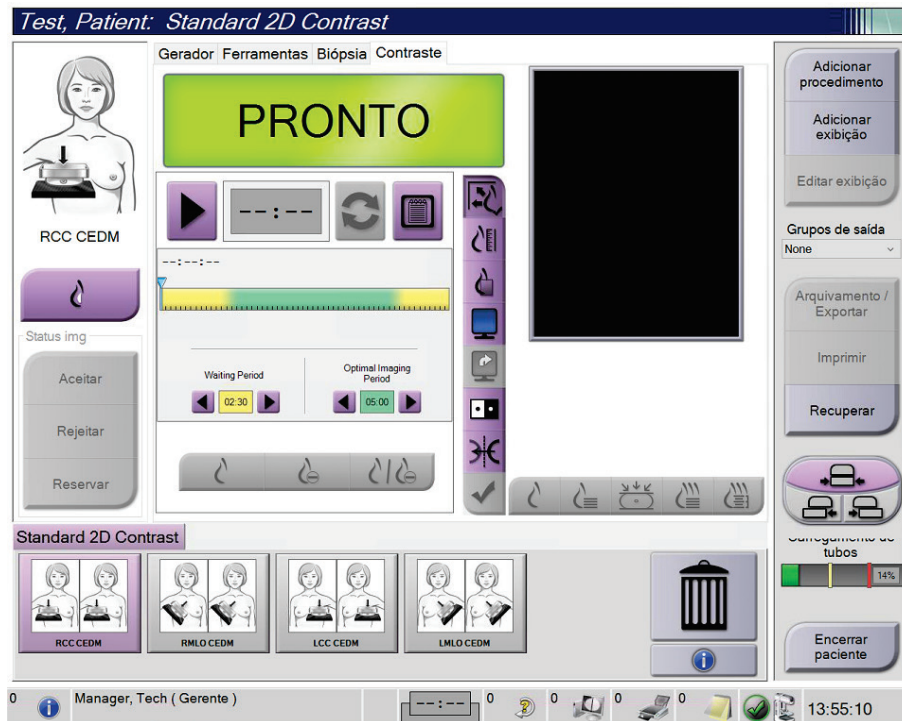 Test, Patient: Standard 2D Contrast
Gerador Ferramentas Biópsia Contraste
RCC CEDM
Status img
Aceitar
Rejeitar
Reservar
PRONTO
--:--
--:--:--
Waiting Period
02:30
Optimal Imaging
Period
05:00
Adicionar
procedimento
Adicionar
exibição
Editar exibição
Grupos de saída
None
Arquivamento /
Exportar
Imprimir
Recuperar
tubos
14%
Encerrar
paciente
Standard 2D Contrast
RCC CEDM
RMLO CEDM
LCC CEDM
LMLO CEDM
0
Manager, Tech ( Gerente )
--:--
0
0
0
0
13:55:10